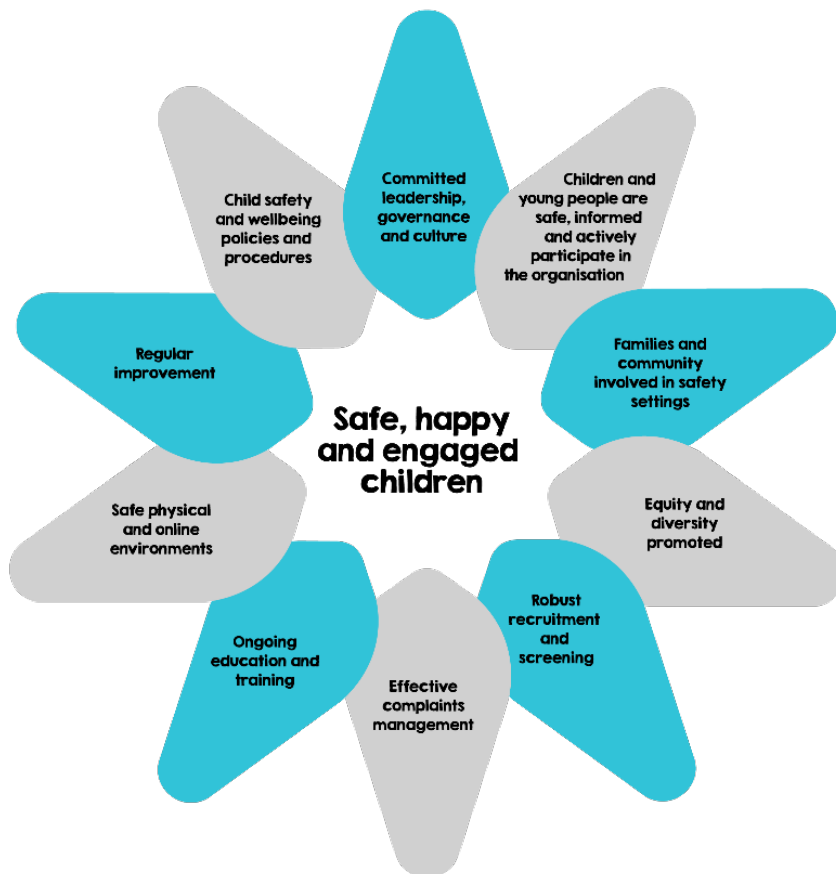 Committed
leadership,
governance
and culture
Children and
young people are
safe, informed
and actively
participate in
the organisation
Families and
community
involved in safety
settings
Equity and
diversity
promoted
Robust
recruitment
and
screening
Effective
complaints
management
Ongoing
education and
training
Safe physical
and online
environments
Regular
improvement
Child safety
and wellbeing
policies and
procedures
Safe, happy
and engaged
children